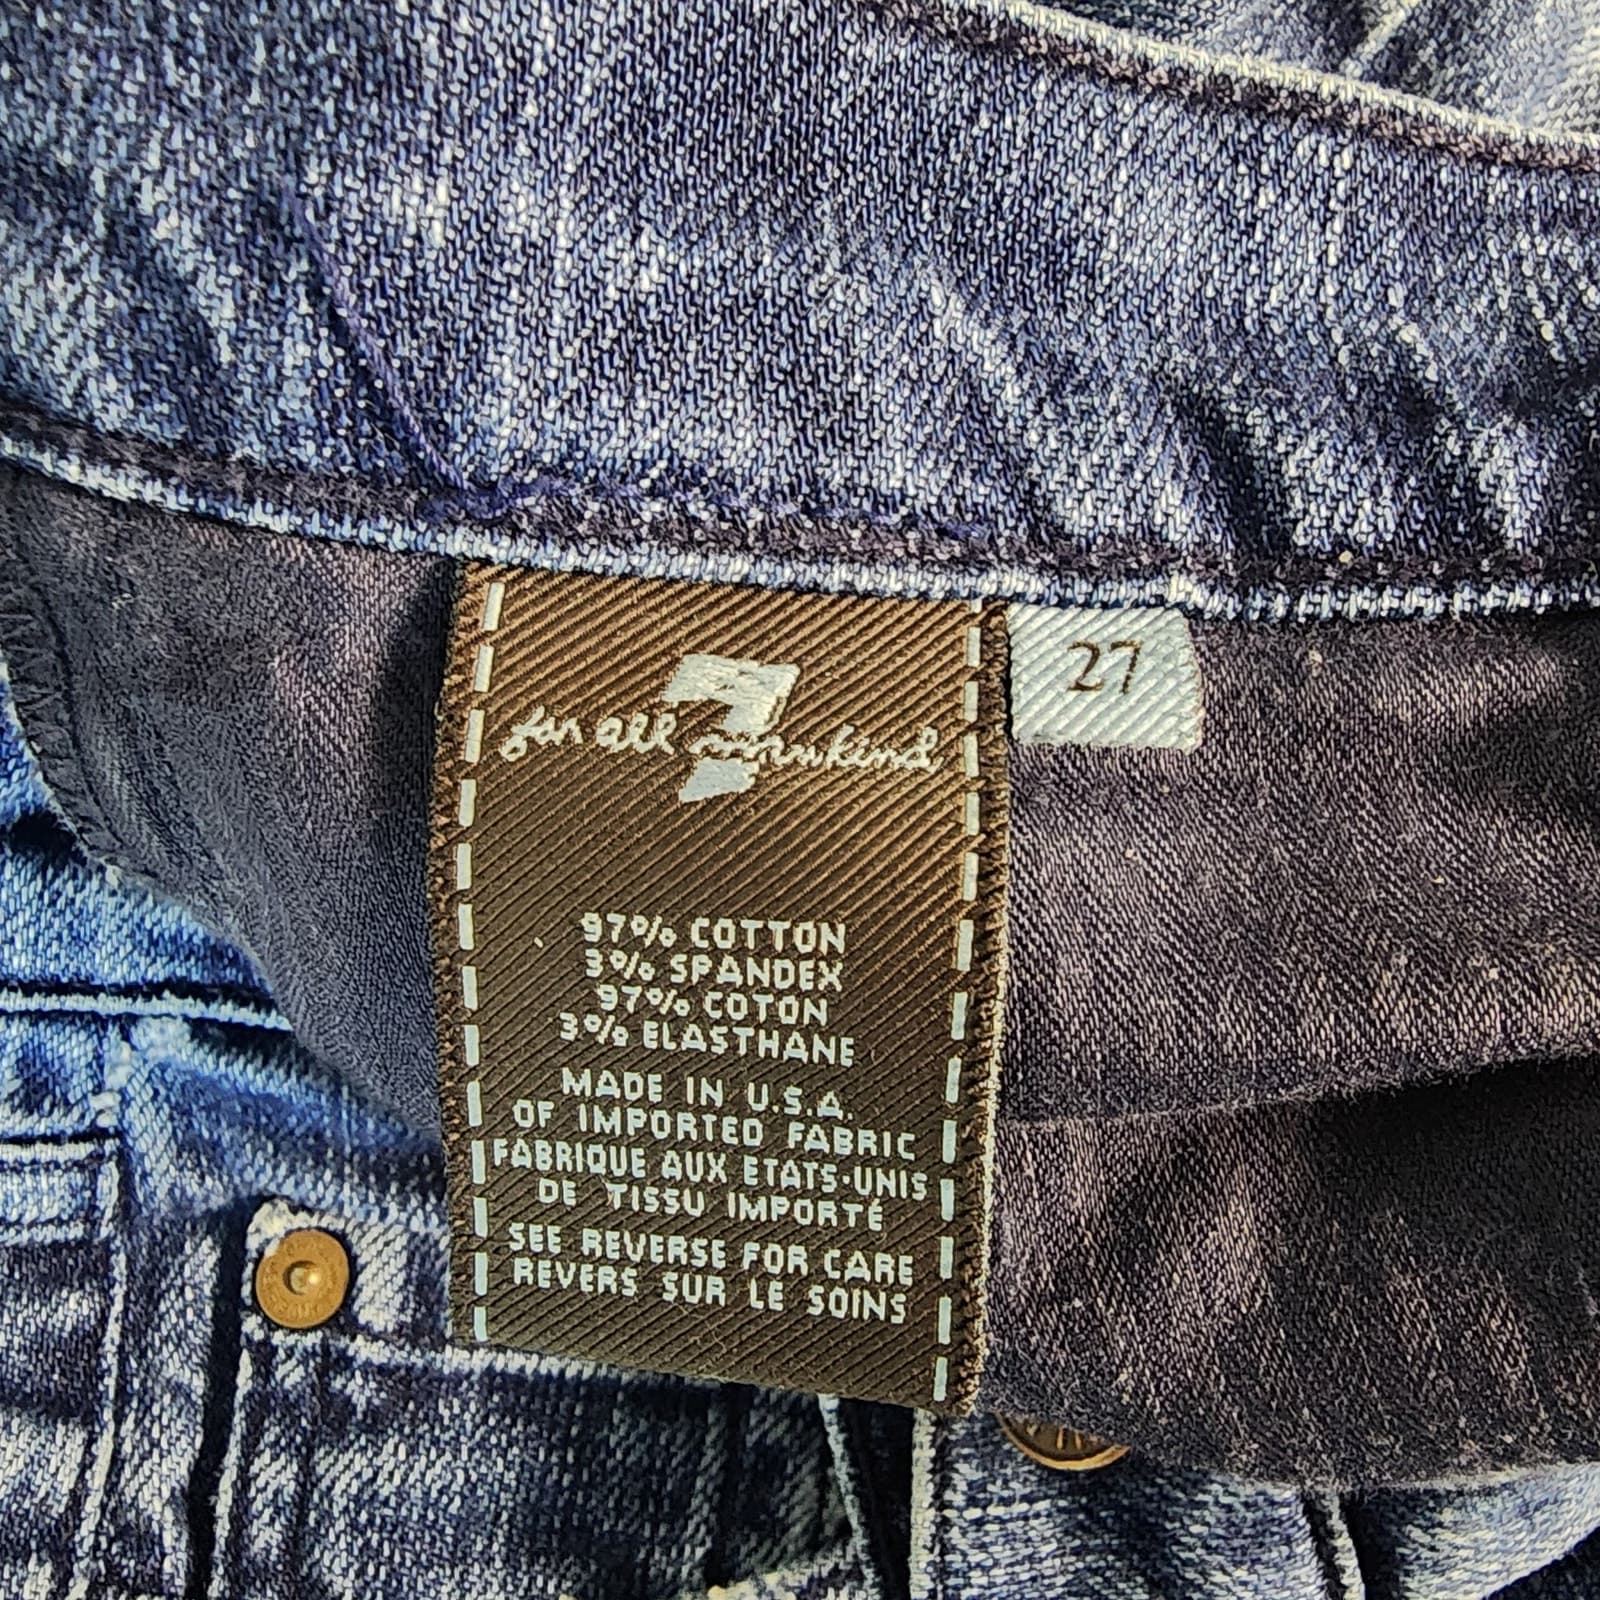 7
for all mankind
27
97% COTTON
3% SPANDEX
97% COTON
3% ELASTHANE
MADE IN U.S.A.
OF IMPORTED FABRIC
FABRIQUE AUX ETATS-UNIS
DE TISSU IMPORTÉ
SEE REVERSE FOR CARE
REVERS SUR LE SOINS